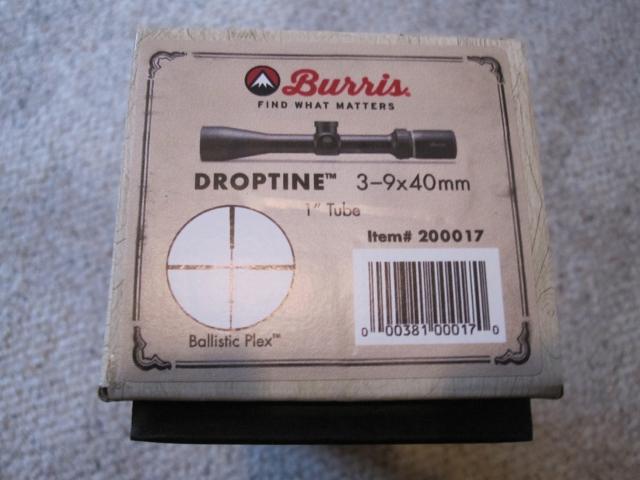 Burris.
FIND WHAT MATTERS
DROPTINE™ 3-9x40mm
1" Tube
Item# 200017
Ballistic Plex™
0 00381 00017 0